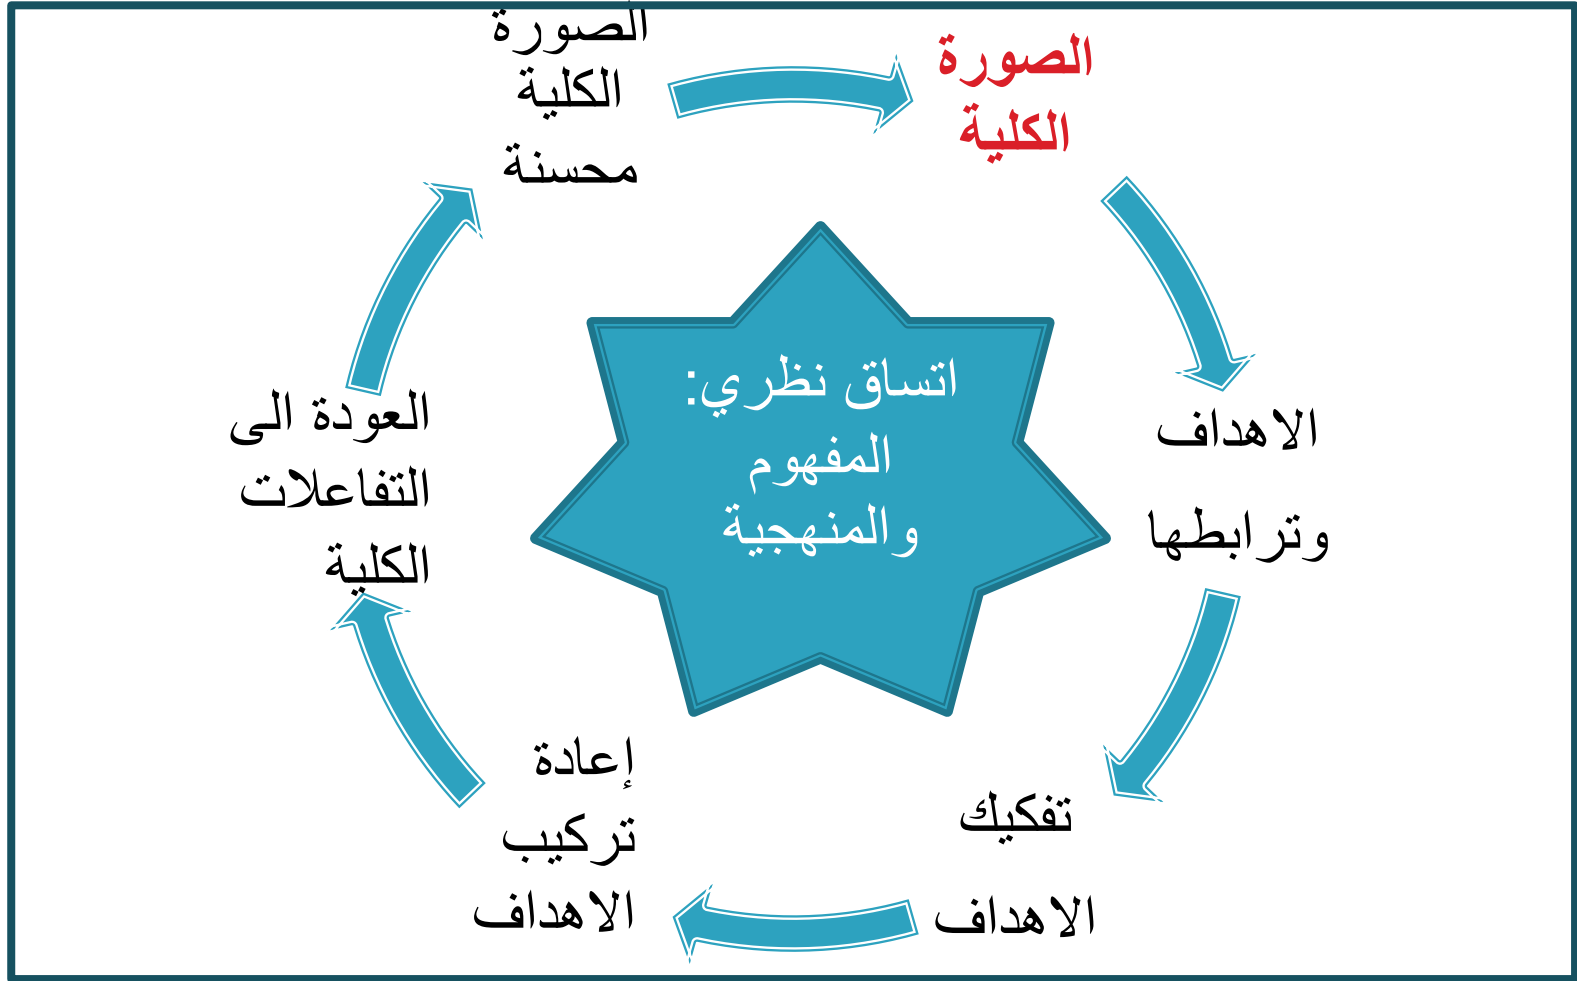 الصورة
الكلية
الاهداف
وترابطها
تفكيك
الاهداف
إعادة
تركيب
الاهداف
العودة الى
التفاعلات
الكلية
الصورة
الكلية
محسنة
اتساق نظري:
المفهوم
والمنهجية